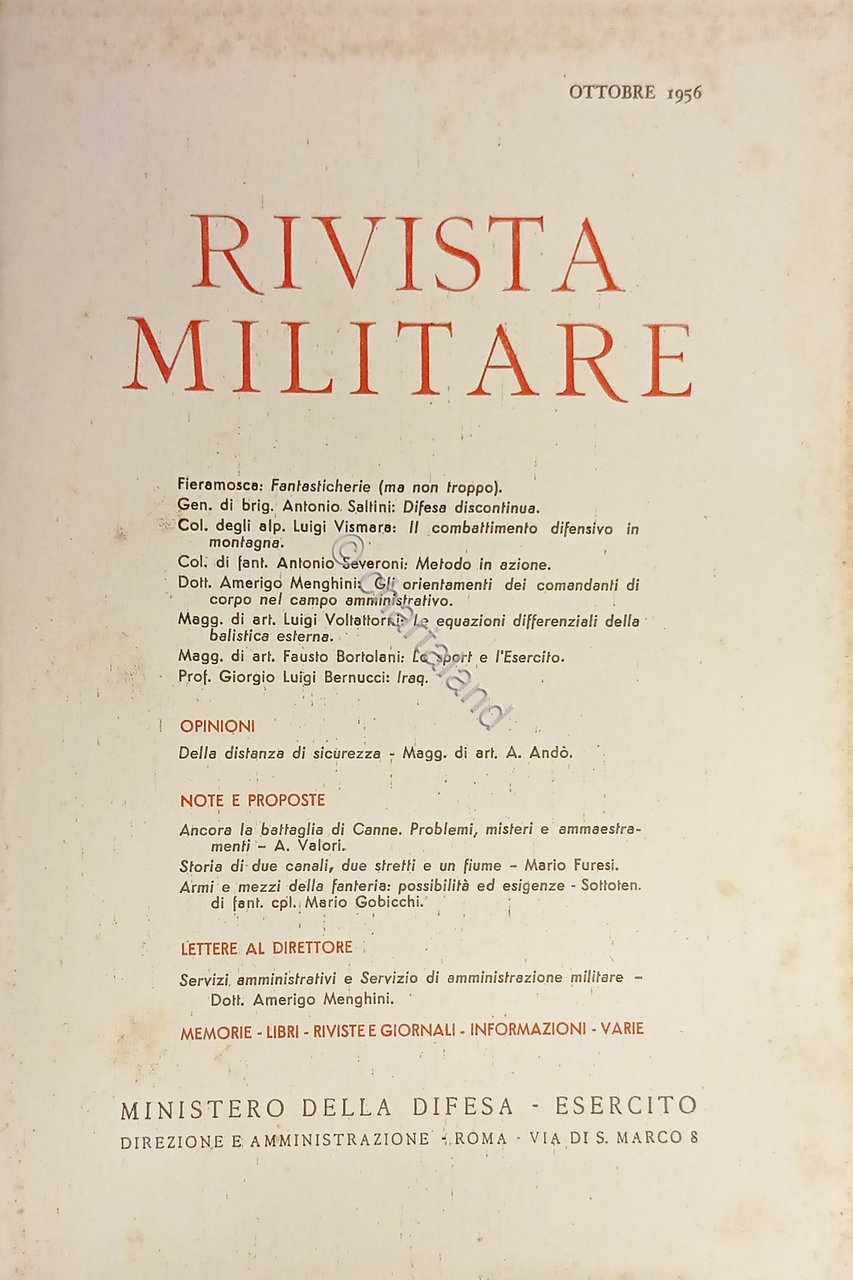 OTTOBRE 1956
RIVISTA
MILITARE
Fieramosca: Fantasticherie (ma non troppo).
Gen. di brig. Antonio Saltini: Difesa discontinua.
Col. degli alp. Luigi Vismara: Il combattimento difensivo in
montagna.
Col. di fant. Antonio Severoni: Metodo in azione.
Dott. Amerigo Menghini: Gli orientamenti dei comandanti di
corpo nel campo amministrativo.
Magg. di art. Luigi Voltattorni: Le equazioni differenziali della
balistica esterna.
Magg. di art. Fausto Bortolani: Lo sport e l'Esercito.
Prof. Giorgio Luigi Bernucci: Iraq.
OPINIONI
Della distanza di sicurezza - Magg. di art. A. Andò.
NOTE E PROPOSTE
Ancora la battaglia di Canne. Problemi, misteri e ammaestra-
menti - A. Valori.
Storia di due canali, due stretti e un fiume - Mario Furesi.
Armi e mezzi della fanteria: possibilità ed esigenze - Sottoten.
di fant. cpl. Mario Gobicchi.
LETTERE AL DIRETTORE
Servizi amministrativi e Servizio di amministrazione militare -
Dott. Amerigo Menghini.
MEMORIE - LIBRI - RIVISTE E GIORNALI - INFORMAZIONI - VARIE
MINISTERO DELLA DIFESA - ESERCITO
DIREZIONE E AMMINISTRAZIONE - ROMA - VIA DI S. MARCO 8
© chartaland